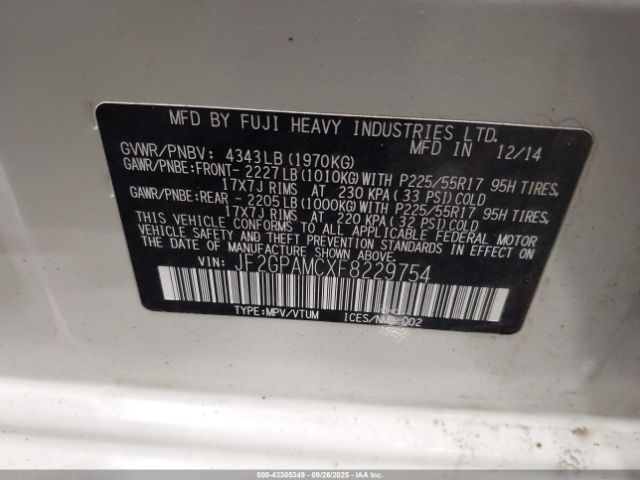 MFD BY FUJI HEAVY INDUSTRIES LTD.
MFD IN 12/14
GVWR/PNBV: 4343LB(1970KG)
GAWR/PNBE:FRONT- 2227LB(1010KG)WITH P225/55R17 95H TIRES,
17X7J RIMS AT 230 KPA(33 PSI)COLD
GAWR/PNBE:REAR - 2205LB(1000KG)WITH P225/55R17 95H TIRES,
17X7J RIMS AT 220 KPA(32 PSI)COLD
THIS VEHICLE CONFORMS TO ALL APPLICABLE FEDERAL MOTOR
VEHICLE SAFETY AND THEFT PREVENTION STANDARDS IN
EFFECT ON THE DATE OF MANUFACTURE SHOWN ABOVE.
VIN: JF2GPAMCXF8229754
TYPE:MPV/VTUM ICES/NMB-002
000-43305349 - 09/26/2025 - IAA Inc.